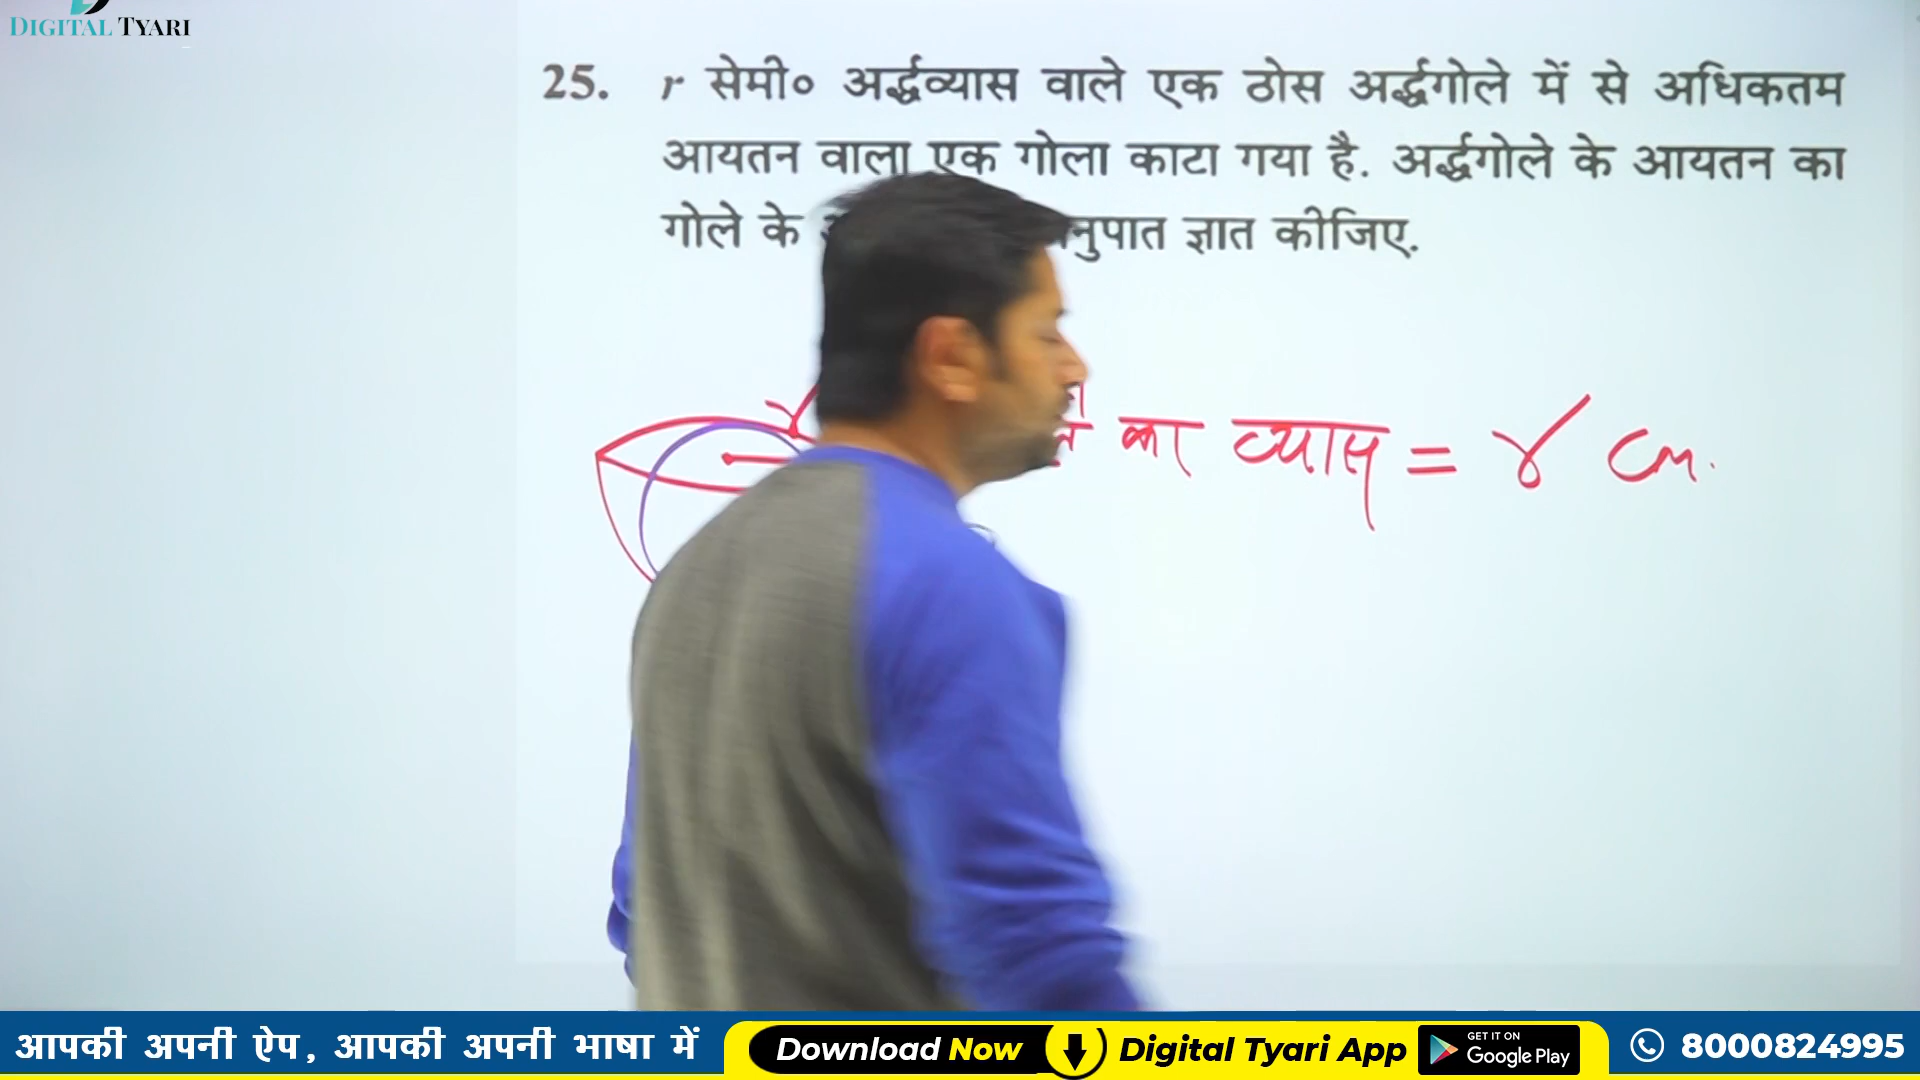 DIGITAL TYARI
25. r सेमी० अर्द्धव्यास वाले एक ठोस अर्द्धगोले में से अधिकतम
आयतन वाला एक गोला काटा गया है. अर्द्धगोले के आयतन का
गोले के ज्ञात कीजिए.
का व्यास = r cm.
आपकी अपनी ऐप, आपकी अपनी भाषा में
Download Now
Digital Tyari App
GET IT ON
Google Play
8000824995